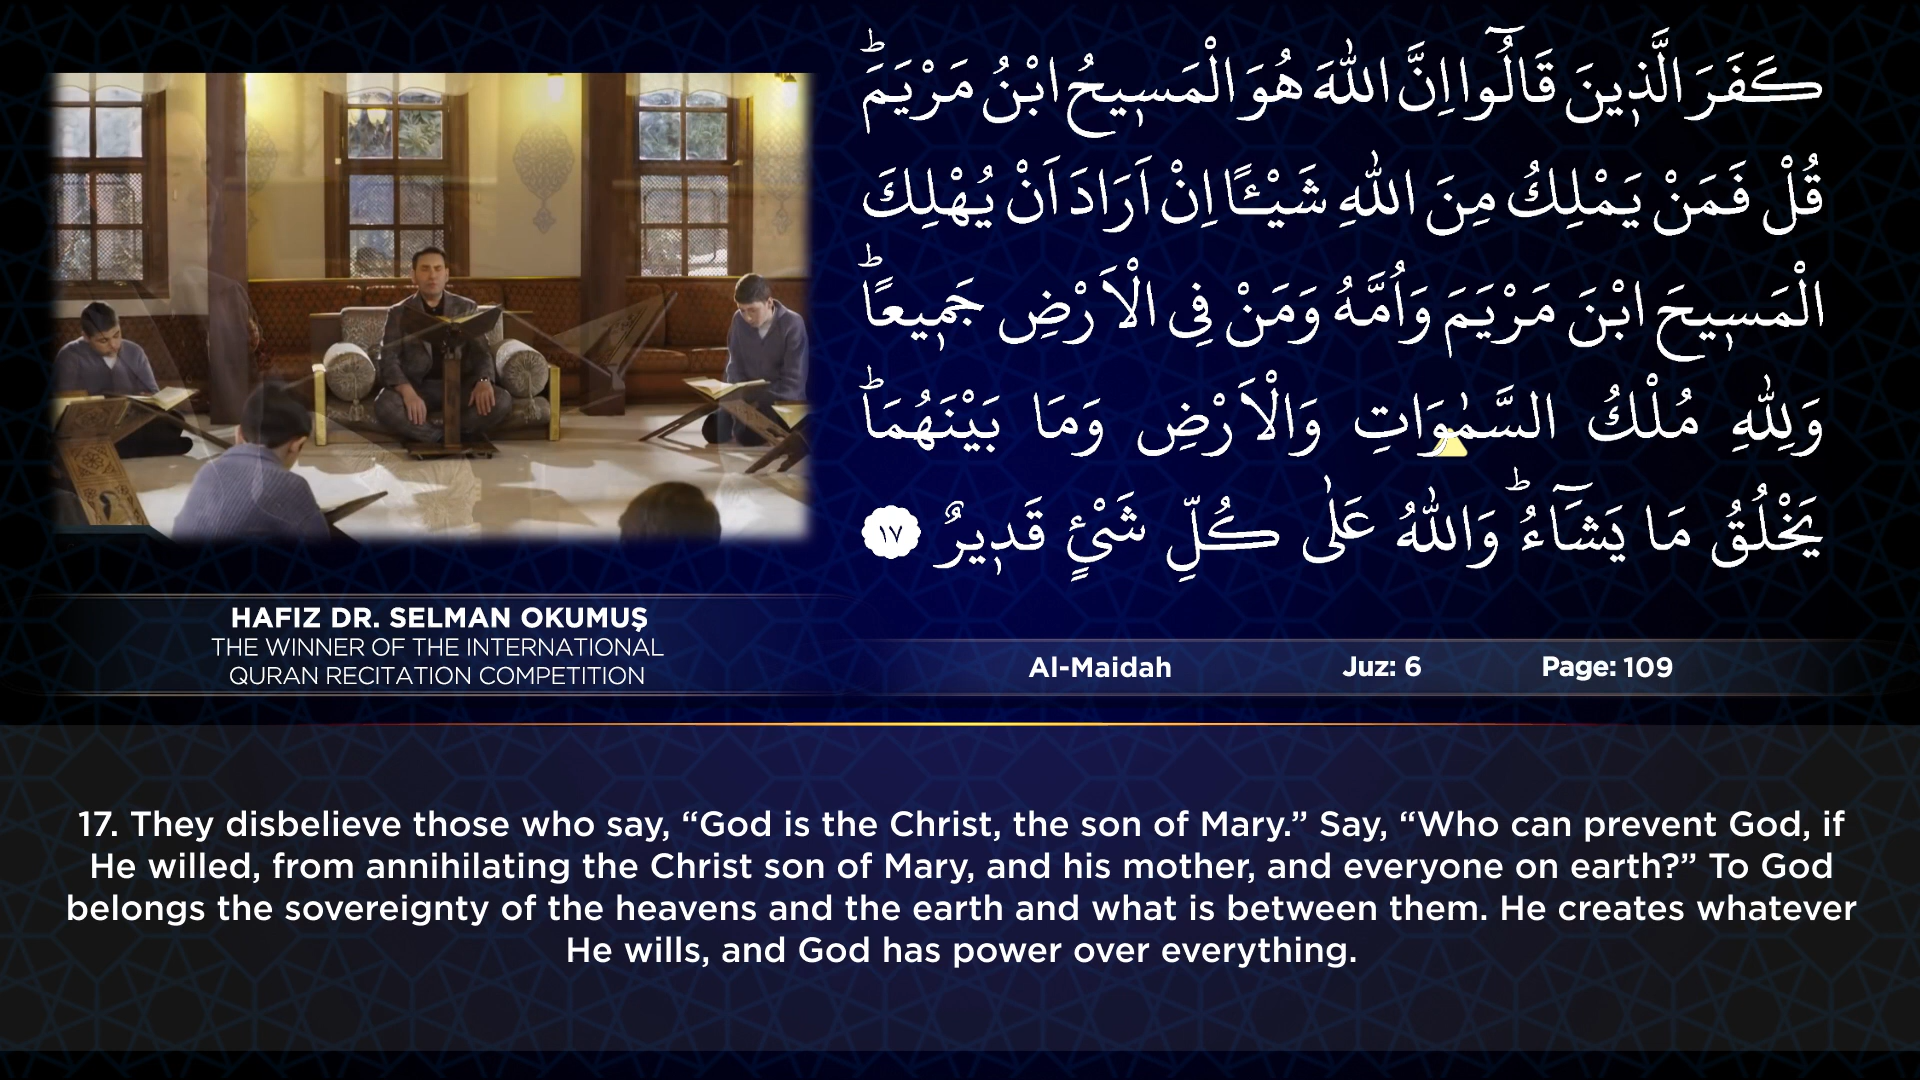 كَفَرَ الَّذ۪ينَ قَالُٓوا اِنَّ اللّٰهَ هُوَ الْمَس۪يحُ ابْنُ مَرْيَمَۜ
قُلْ فَمَنْ يَمْلِكُ مِنَ اللّٰهِ شَيْـًٔا اِنْ اَرَادَ اَنْ يُهْلِكَ
الْمَس۪يحَ ابْنَ مَرْيَمَ وَاُمَّهُ وَمَنْ فِى الْاَرْضِ جَم۪يعًاۜ
وَلِلّٰهِ مُلْكُ السَّمٰوَاتِ وَالْاَرْضِ وَمَا بَيْنَهُمَاۜ
يَخْلُقُ مَا يَشَٓاءُۜ وَاللّٰهُ عَلٰى كُلِّ شَىْءٍ قَد۪يرٌ ١٧
HAFIZ DR. SELMAN OKUMUŞ
THE WINNER OF THE INTERNATIONAL
QURAN RECITATION COMPETITION
Al-Maidah Juz: 6 Page: 109
17. They disbelieve those who say, “God is the Christ, the son of Mary.” Say, “Who can prevent God, if
He willed, from annihilating the Christ son of Mary, and his mother, and everyone on earth?” To God
belongs the sovereignty of the heavens and the earth and what is between them. He creates whatever
He wills, and God has power over everything.